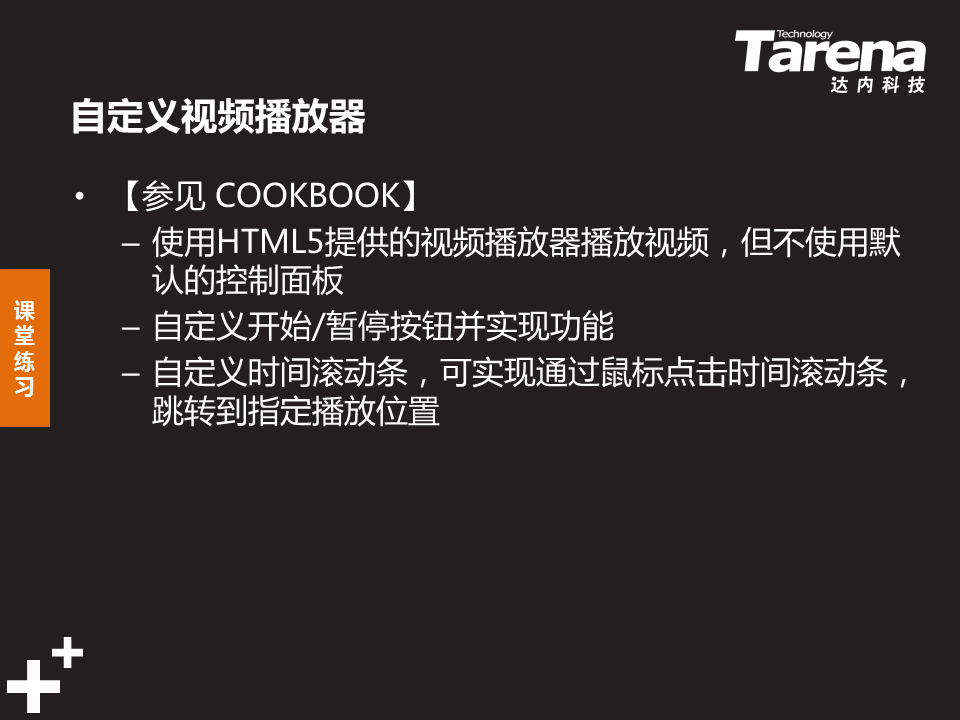 Technology
Tarena
达内科技
自定义视频播放器
• 【参见 COOKBOOK】
– 使用HTML5提供的视频播放器播放视频，但不使用默
认的控制面板
– 自定义开始/暂停按钮并实现功能
– 自定义时间滚动条，可实现通过鼠标点击时间滚动条，
跳转到指定播放位置
课
堂
练
习